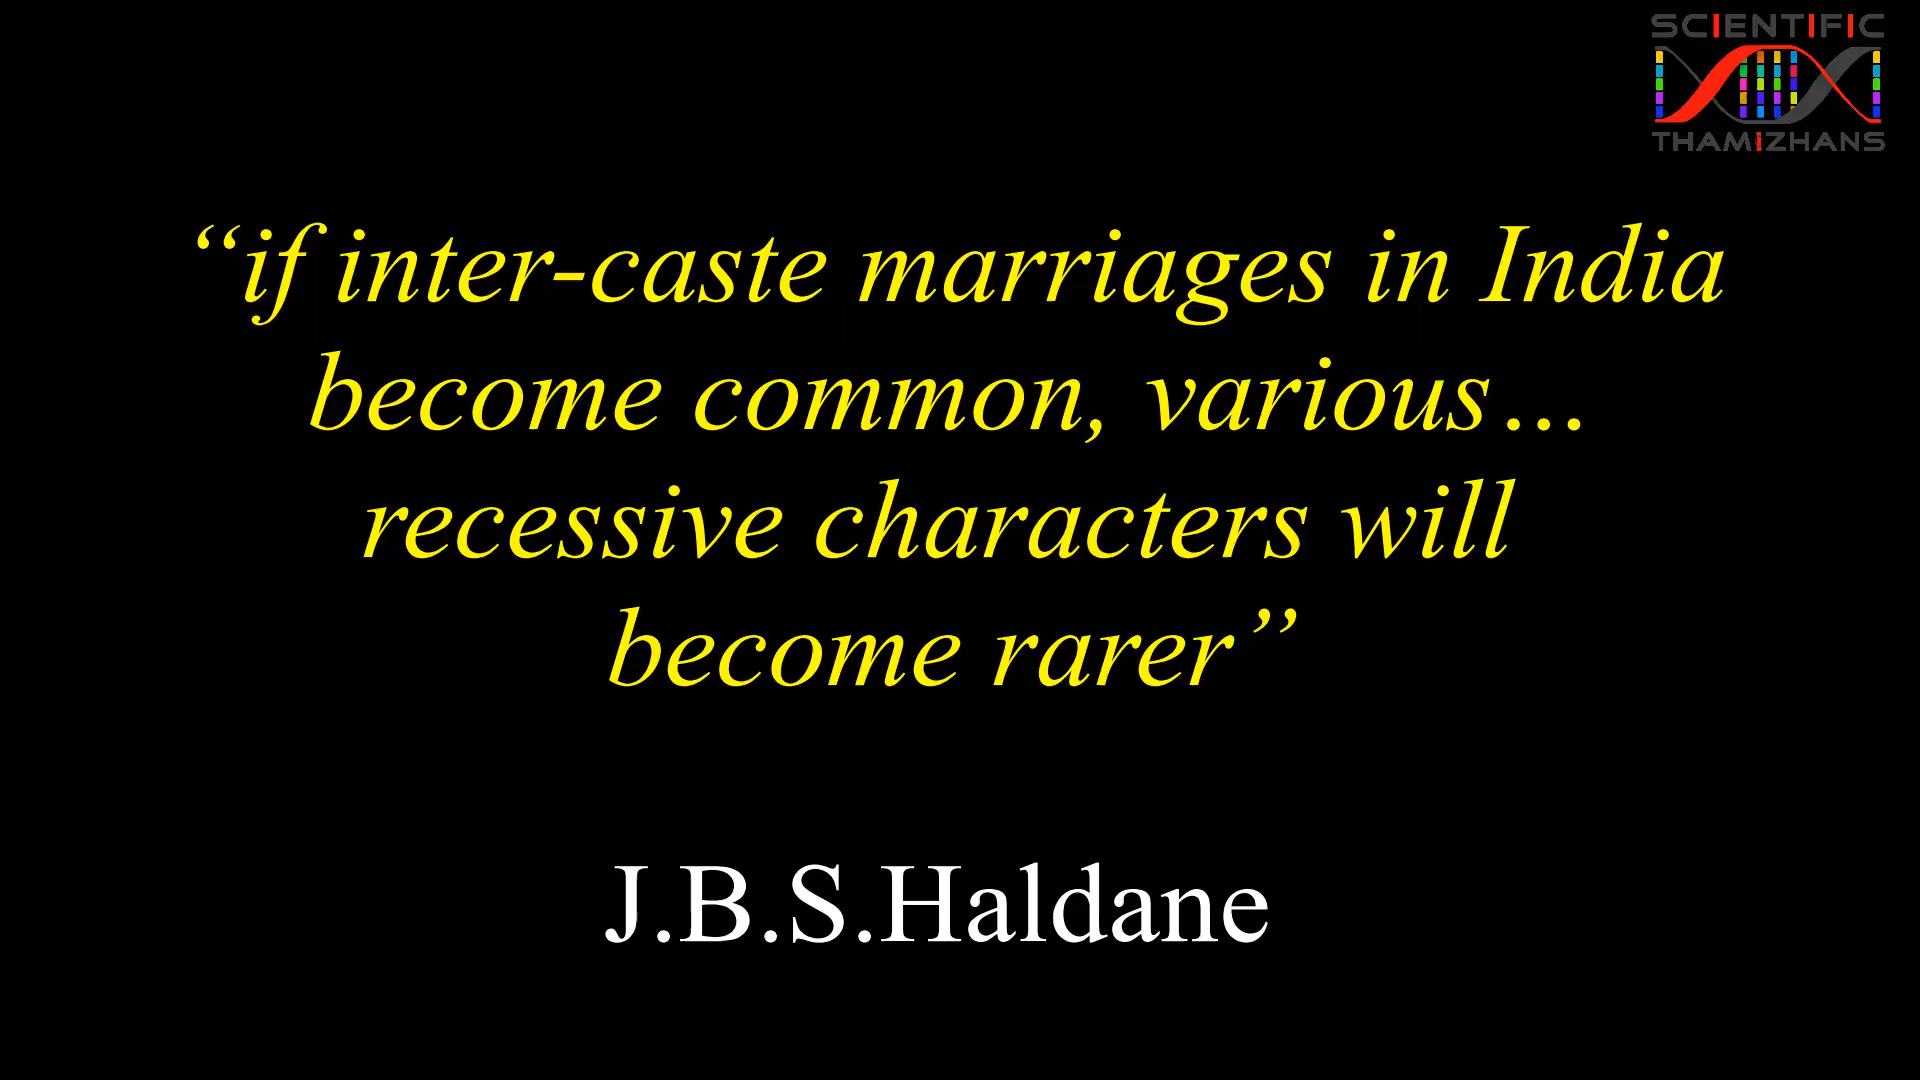 SCIENTIFIC
THAMiZHANS
“if inter-caste marriages in India
become common, various…
recessive characters will
become rarer”
J.B.S.Haldane